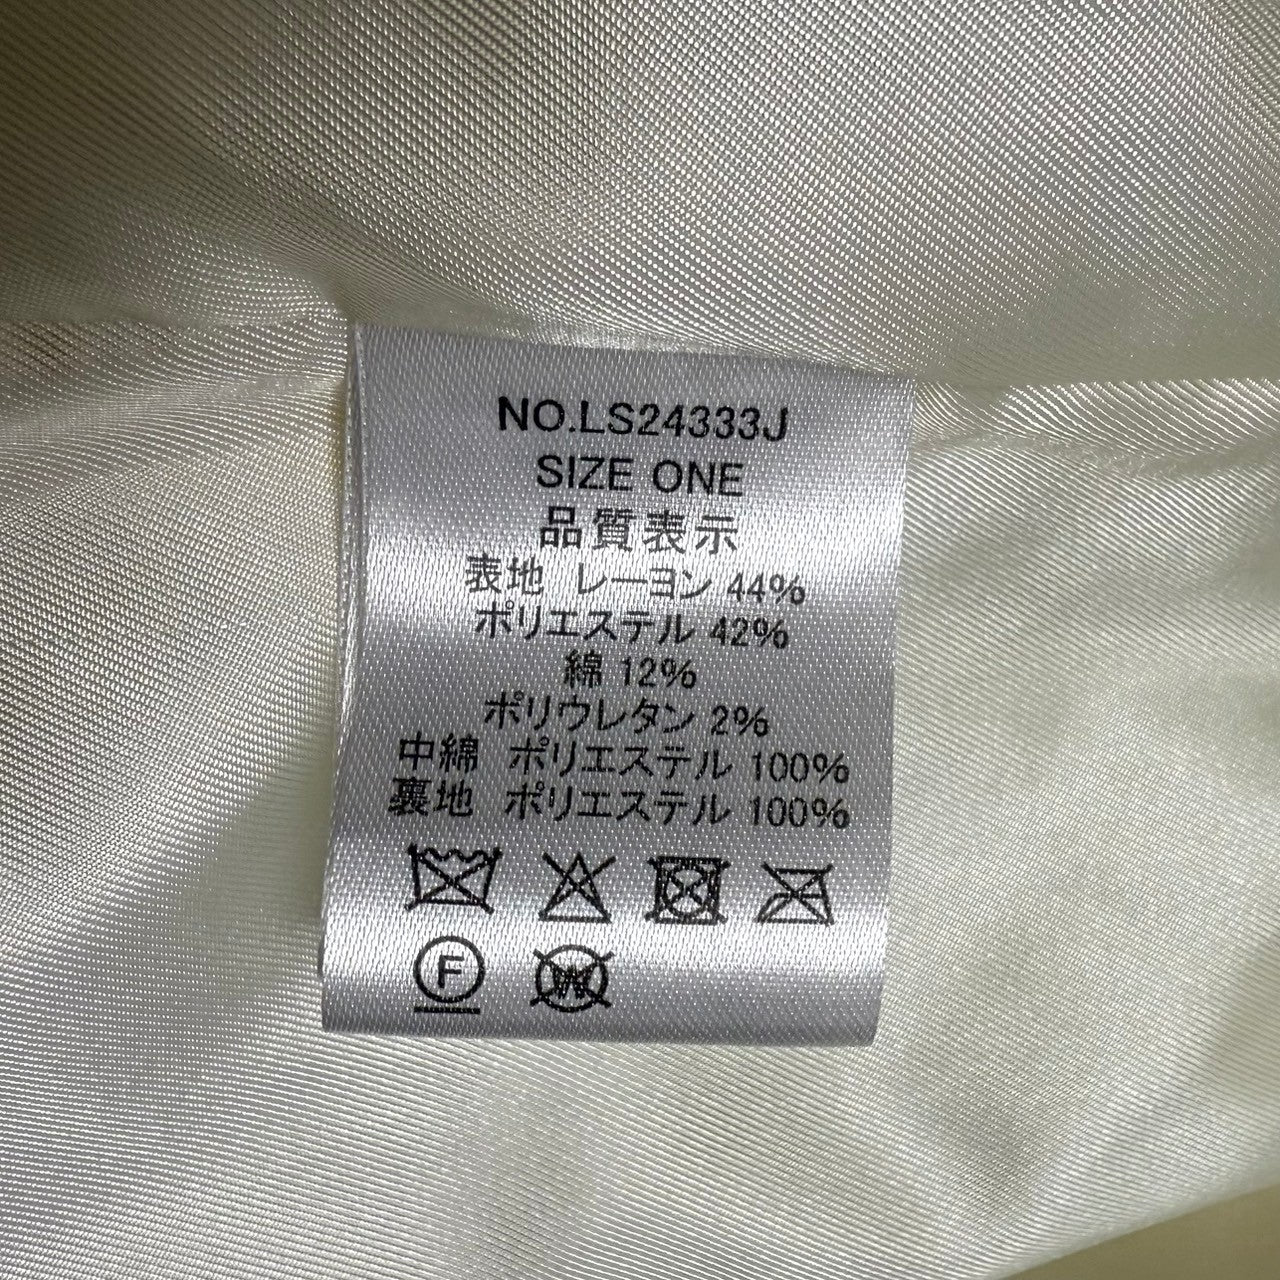 NO.LS24333J
SIZE ONE
品質表示
表地 レーヨン 44%
ポリエステル 42%
綿 12%
ポリウレタン 2%
中綿 ポリエステル 100%
裏地 ポリエステル 100%
F
W